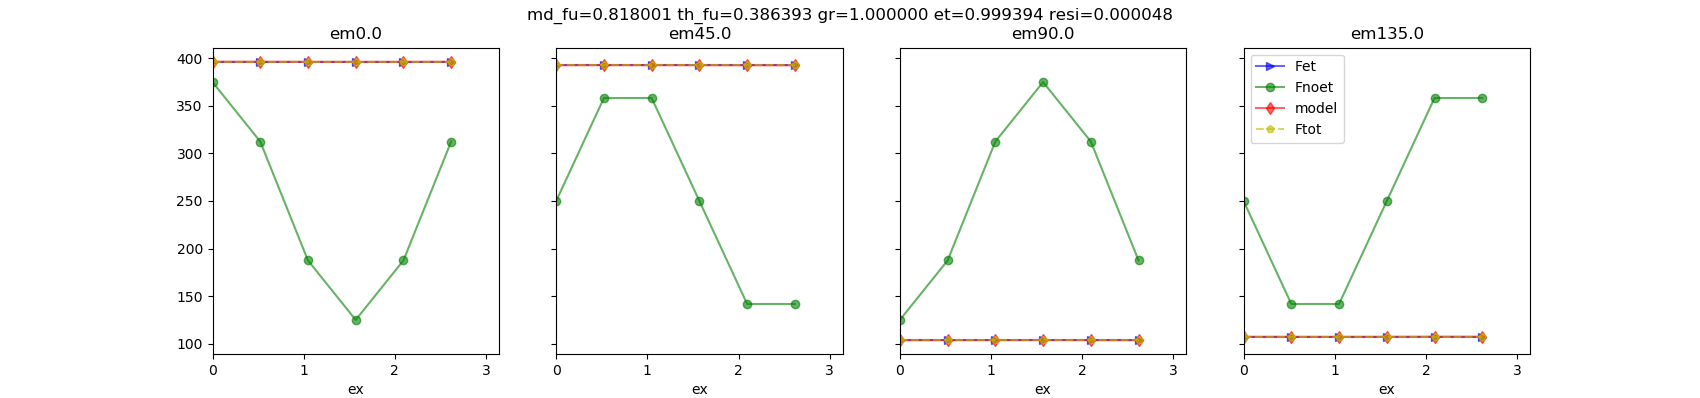 md_fu=0.818001 th_fu=0.386393 gr=1.000000 et=0.999394 resi=0.000048
em0.0
em45.0
em90.0
em135.0
400
350
300
250
200
150
100
Fet
Fnoet
model
Ftot
0 1 2 3
0 1 2 3
0 1 2 3
0 1 2 3
ex
ex
ex
ex